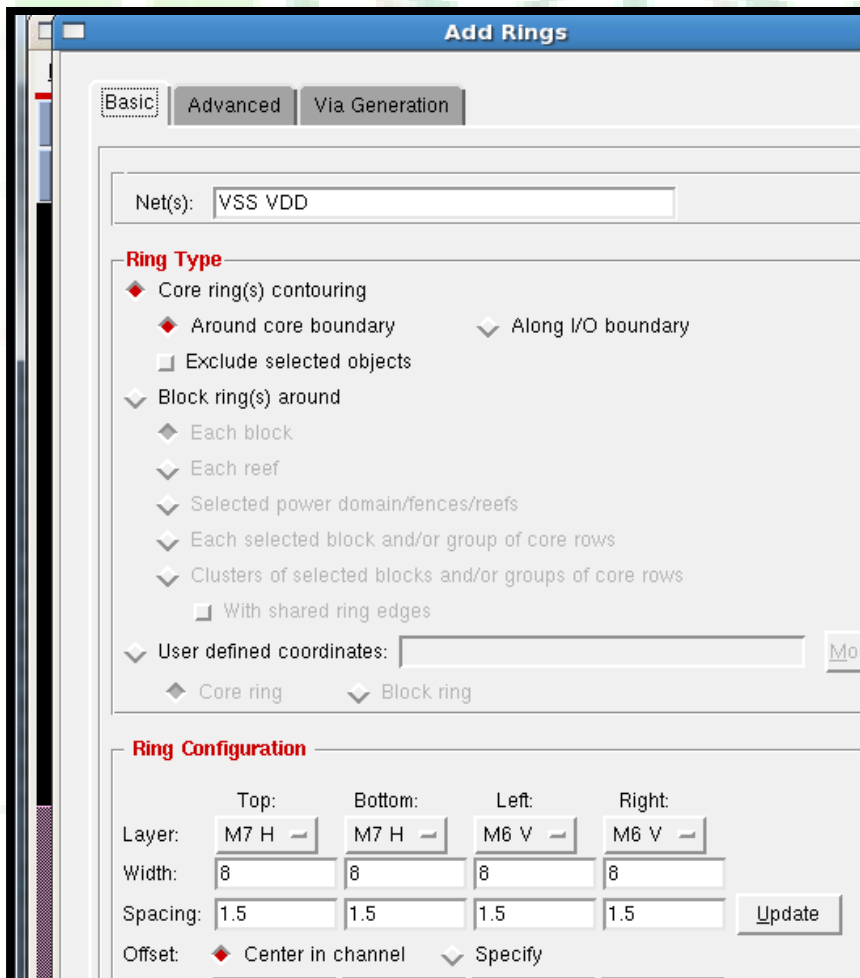 Add Rings
Basic Advanced Via Generation
Net(s): VSS VDD
Ring Type
Core ring(s) contouring
Around core boundary Along I/O boundary
Exclude selected objects
Block ring(s) around
Each block
Each reef
Selected power domain/fences/reefs
Each selected block and/or group of core rows
Clusters of selected blocks and/or groups of core rows
With shared ring edges
User defined coordinates: Mo
Core ring Block ring
Ring Configuration
Top: Bottom: Left: Right:
Layer: M7 H M7 H M6 V M6 V
Width: 8 8 8 8
Spacing: 1.5 1.5 1.5 1.5 Update
Offset: Center in channel Specify